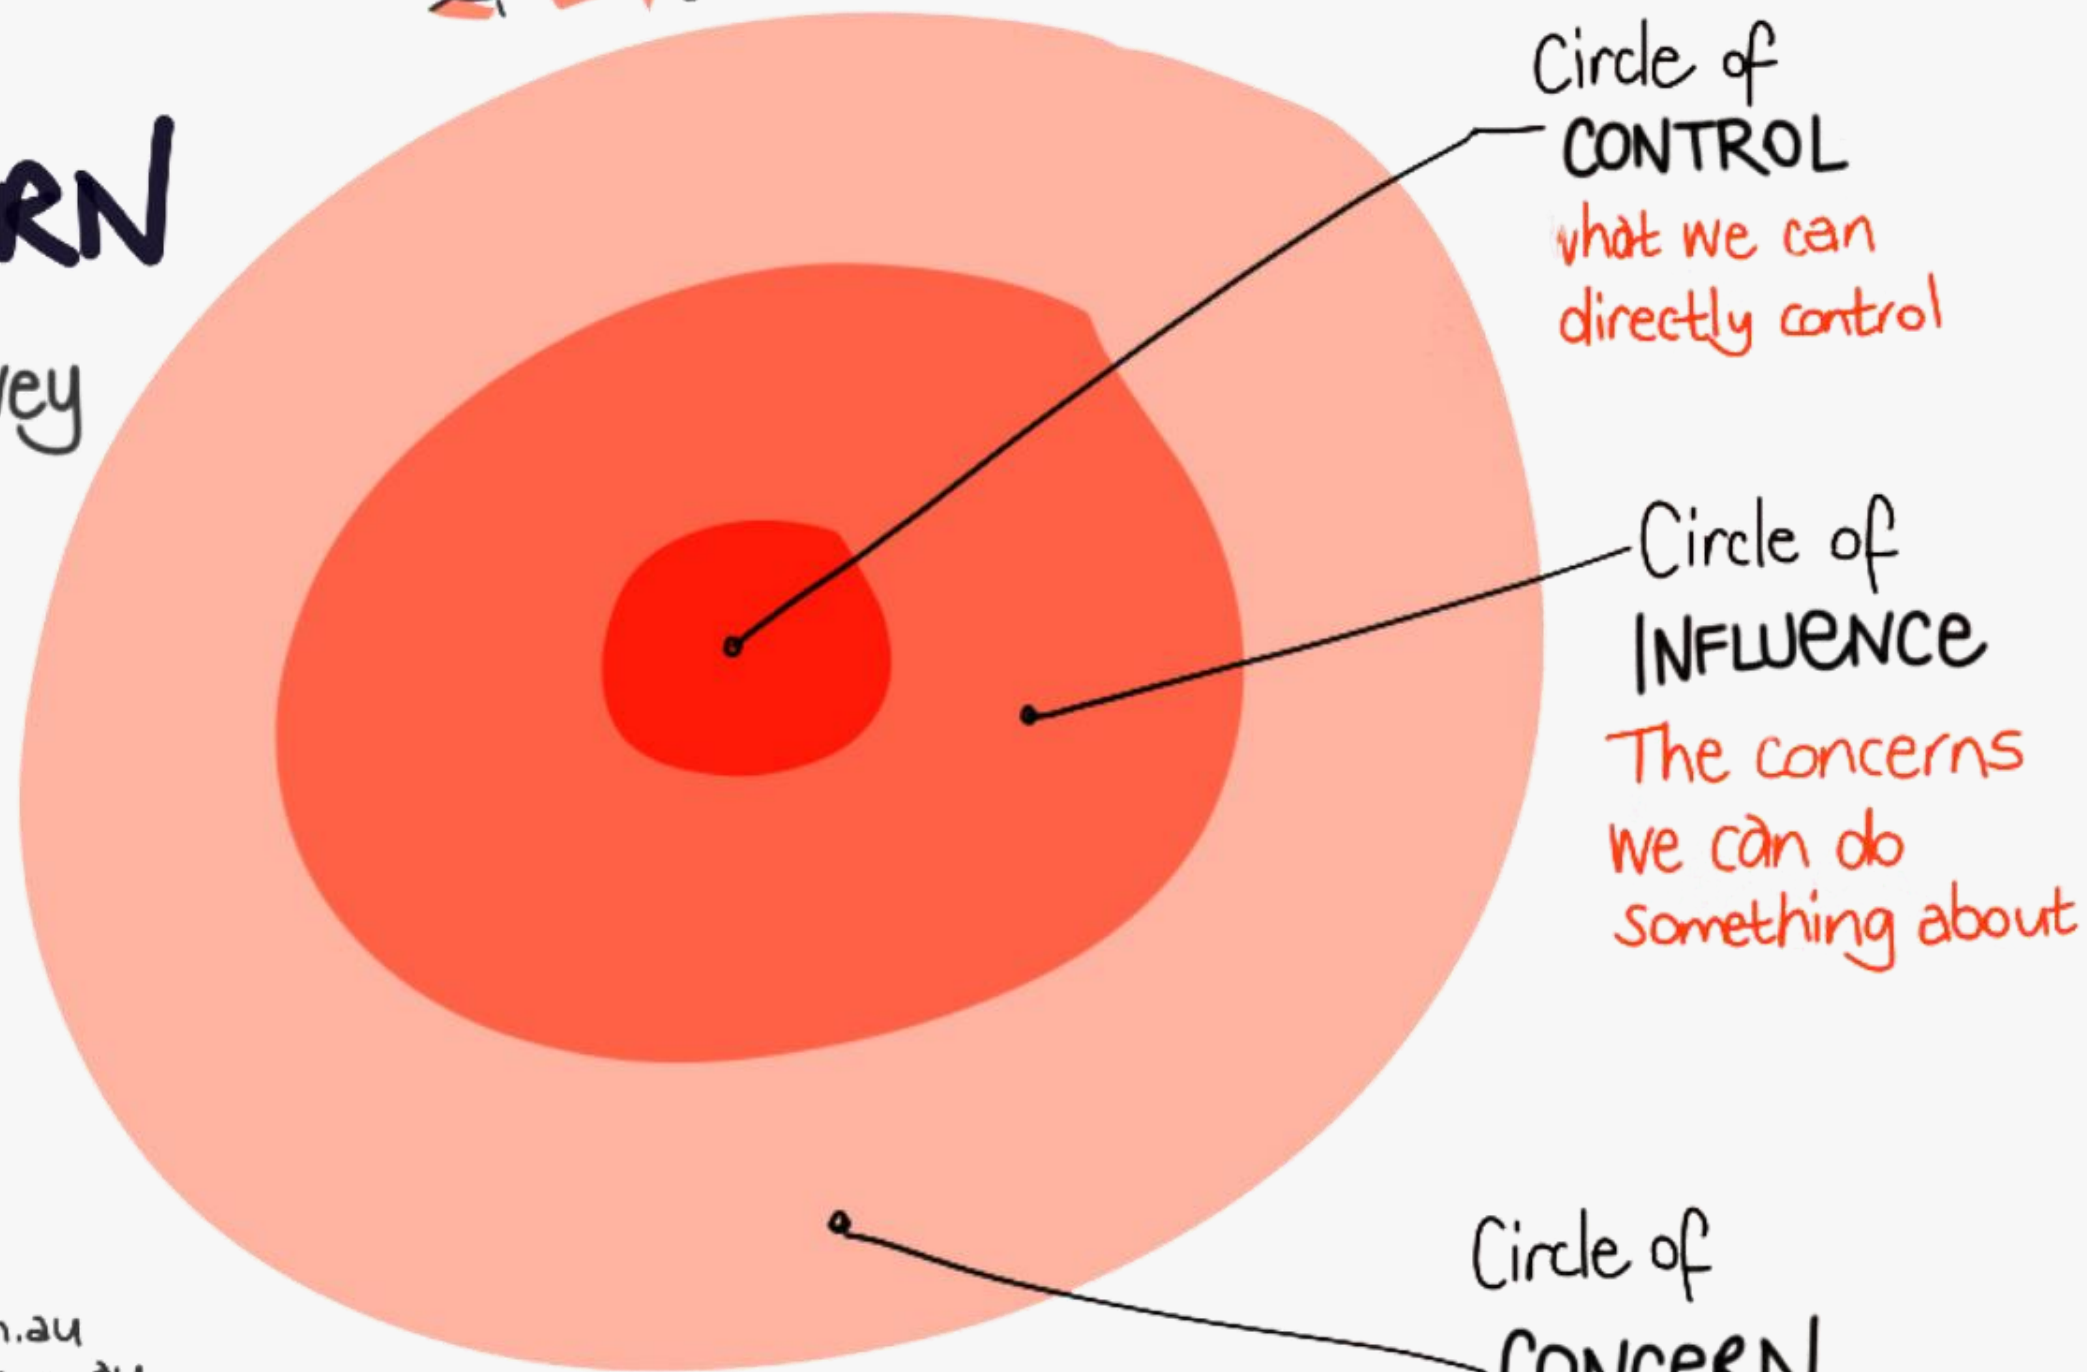 Circle of
CONTROL
what we can
directly control
RN
vey
Circle of
INFLUENCE
The concerns
we can do
something about
Circle of
CONCERN
n.au